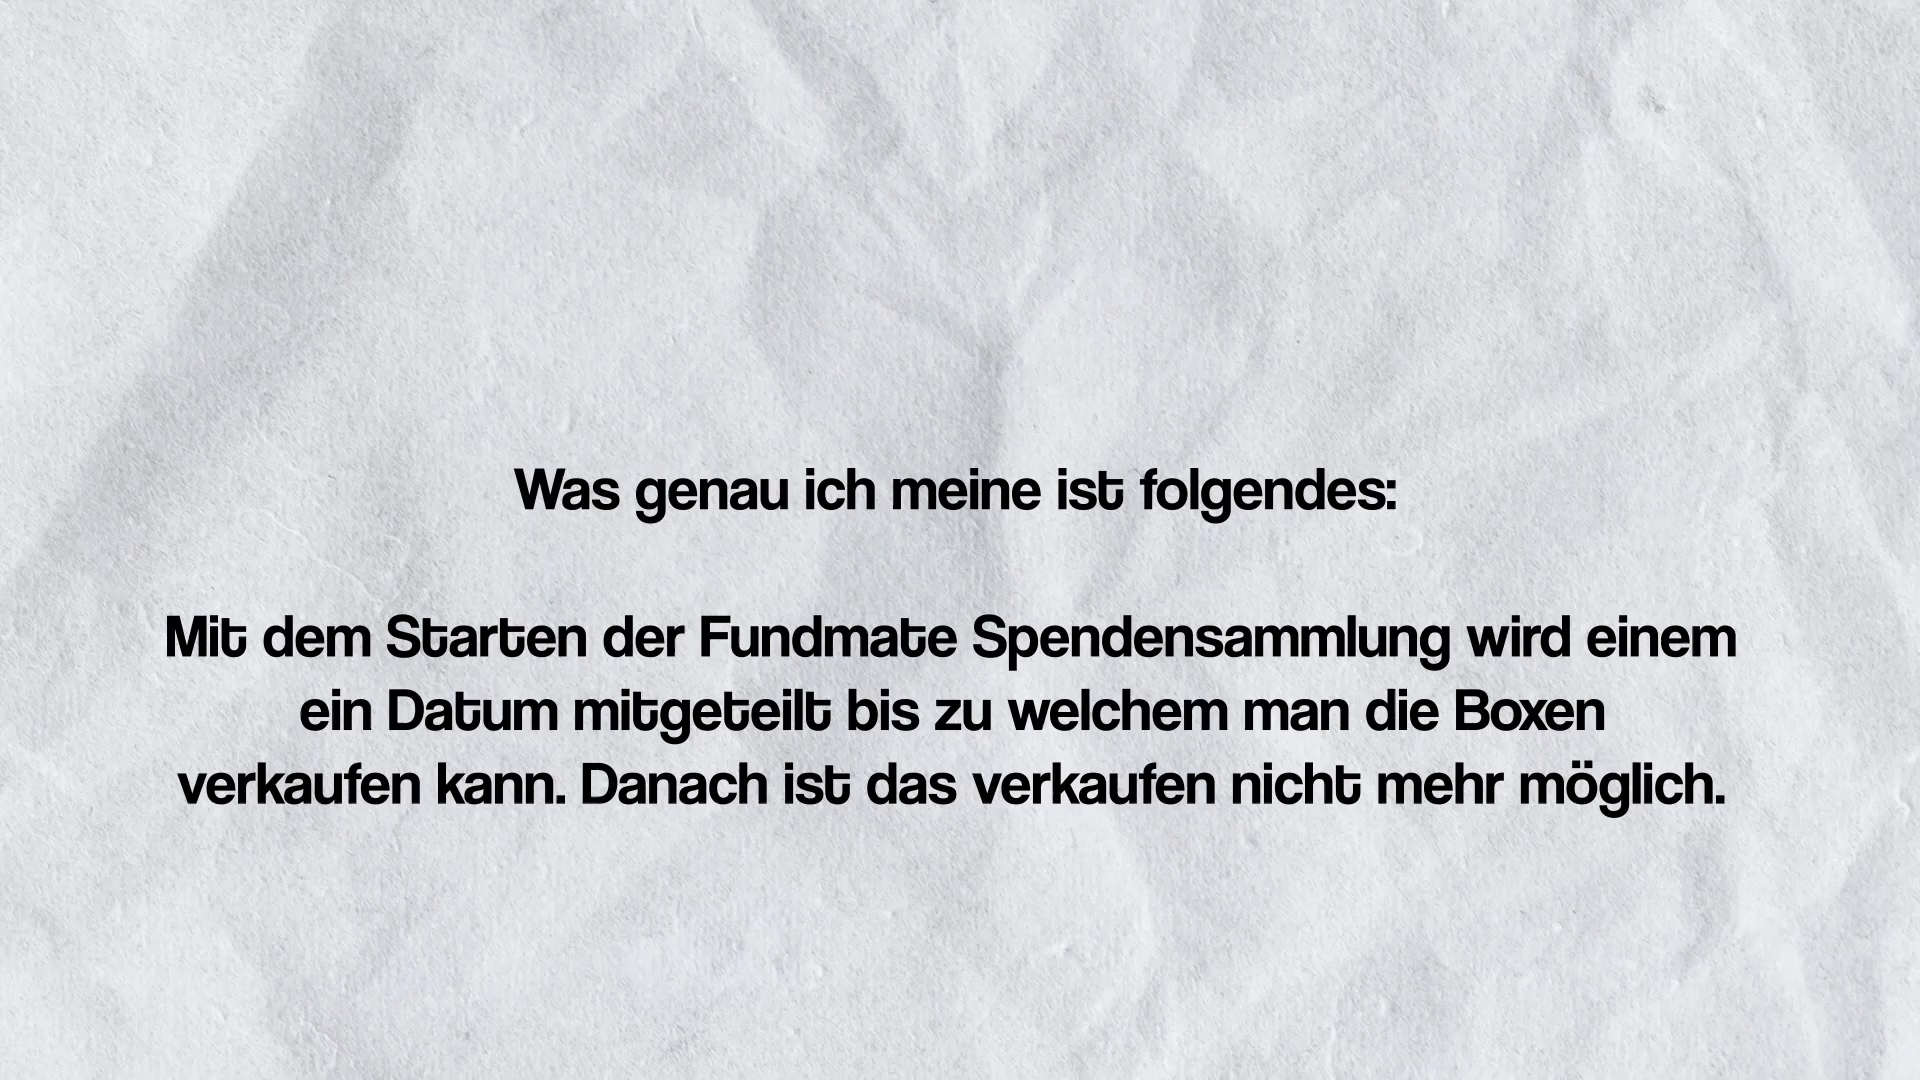 Was genau ich meine ist folgendes:
Mit dem Starten der Fundmate Spendensammlung wird einem
ein Datum mitgeteilt bis zu welchem man die Boxen
verkaufen kann. Danach ist das verkaufen nicht mehr möglich.